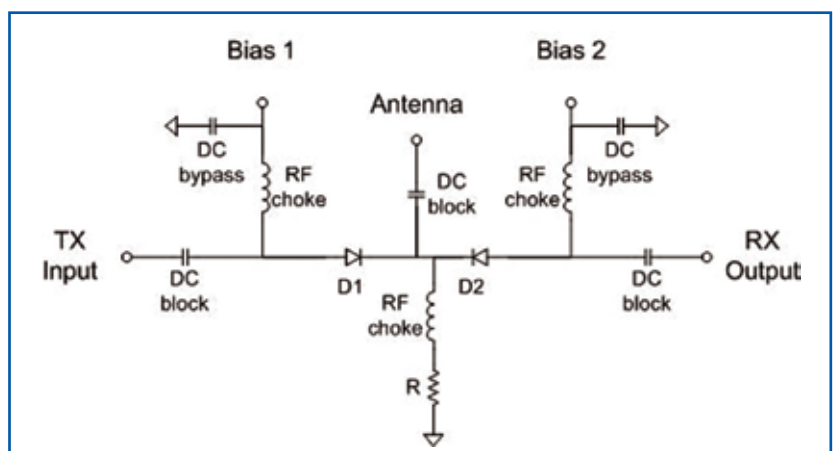 Bias 1
Bias 2
Antenna
DC
bypass
RF
choke
DC
block
RF
choke
DC
bypass
TX
Input
DC
block
D1
RF
choke
D2
DC
block
RX
Output
R